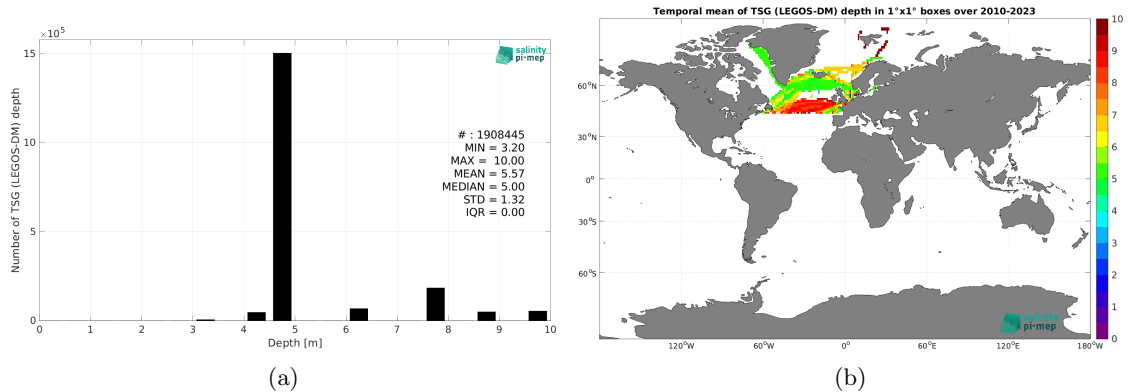 ×10⁵
salinity
pi-mep
15
10
5
0
Number of TSG (LEGOS-DM) depth
# : 1908445
MIN = 3.20
MAX = 10.00
MEAN = 5.57
MEDIAN = 5.00
STD = 1.32
IQR = 0.00
0 1 2 3 4 5 6 7 8 9 10
Depth [m]
(a)
Temporal mean of TSG (LEGOS-DM) depth in 1°x1° boxes over 2010-2023
60°N
30°N
0°
30°S
60°S
120°W 60°W 0° 60°E 120°E 180°W
10
9
8
7
6
5
4
3
2
1
0
salinity
pi-mep
(b)